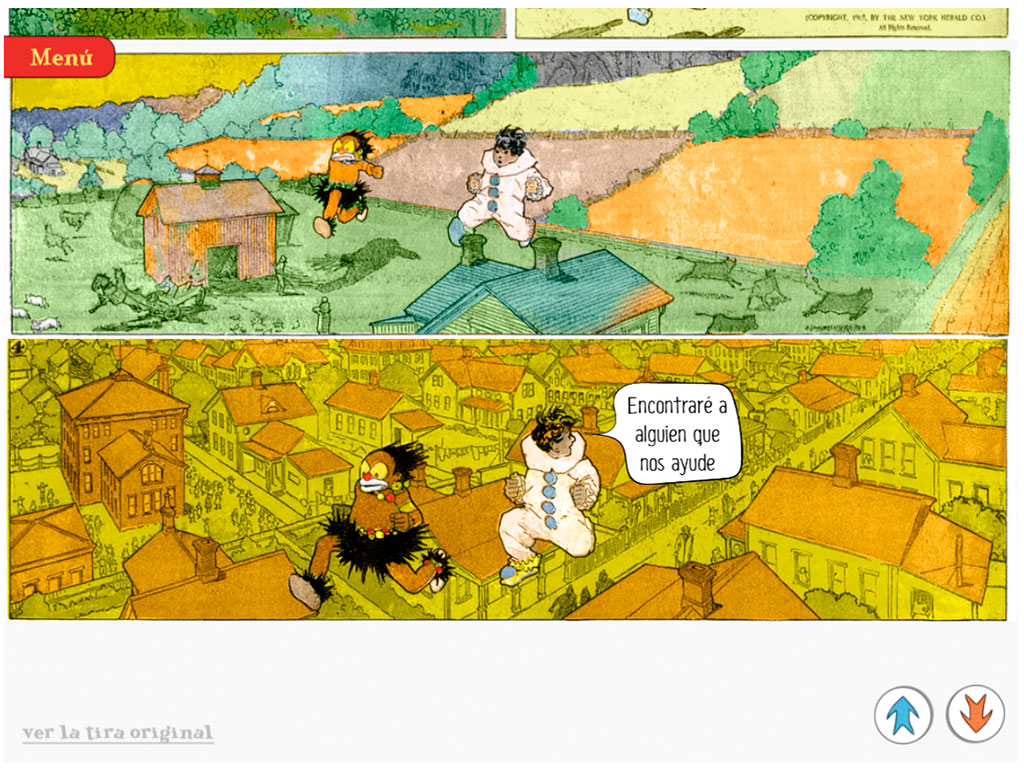 (COPYRIGHT, 1907, BY THE NEW YORK HERALD CO.)
All Rights Reserved.
Menú
4
Encontraré a
alguien que
nos ayude
ver la tira original